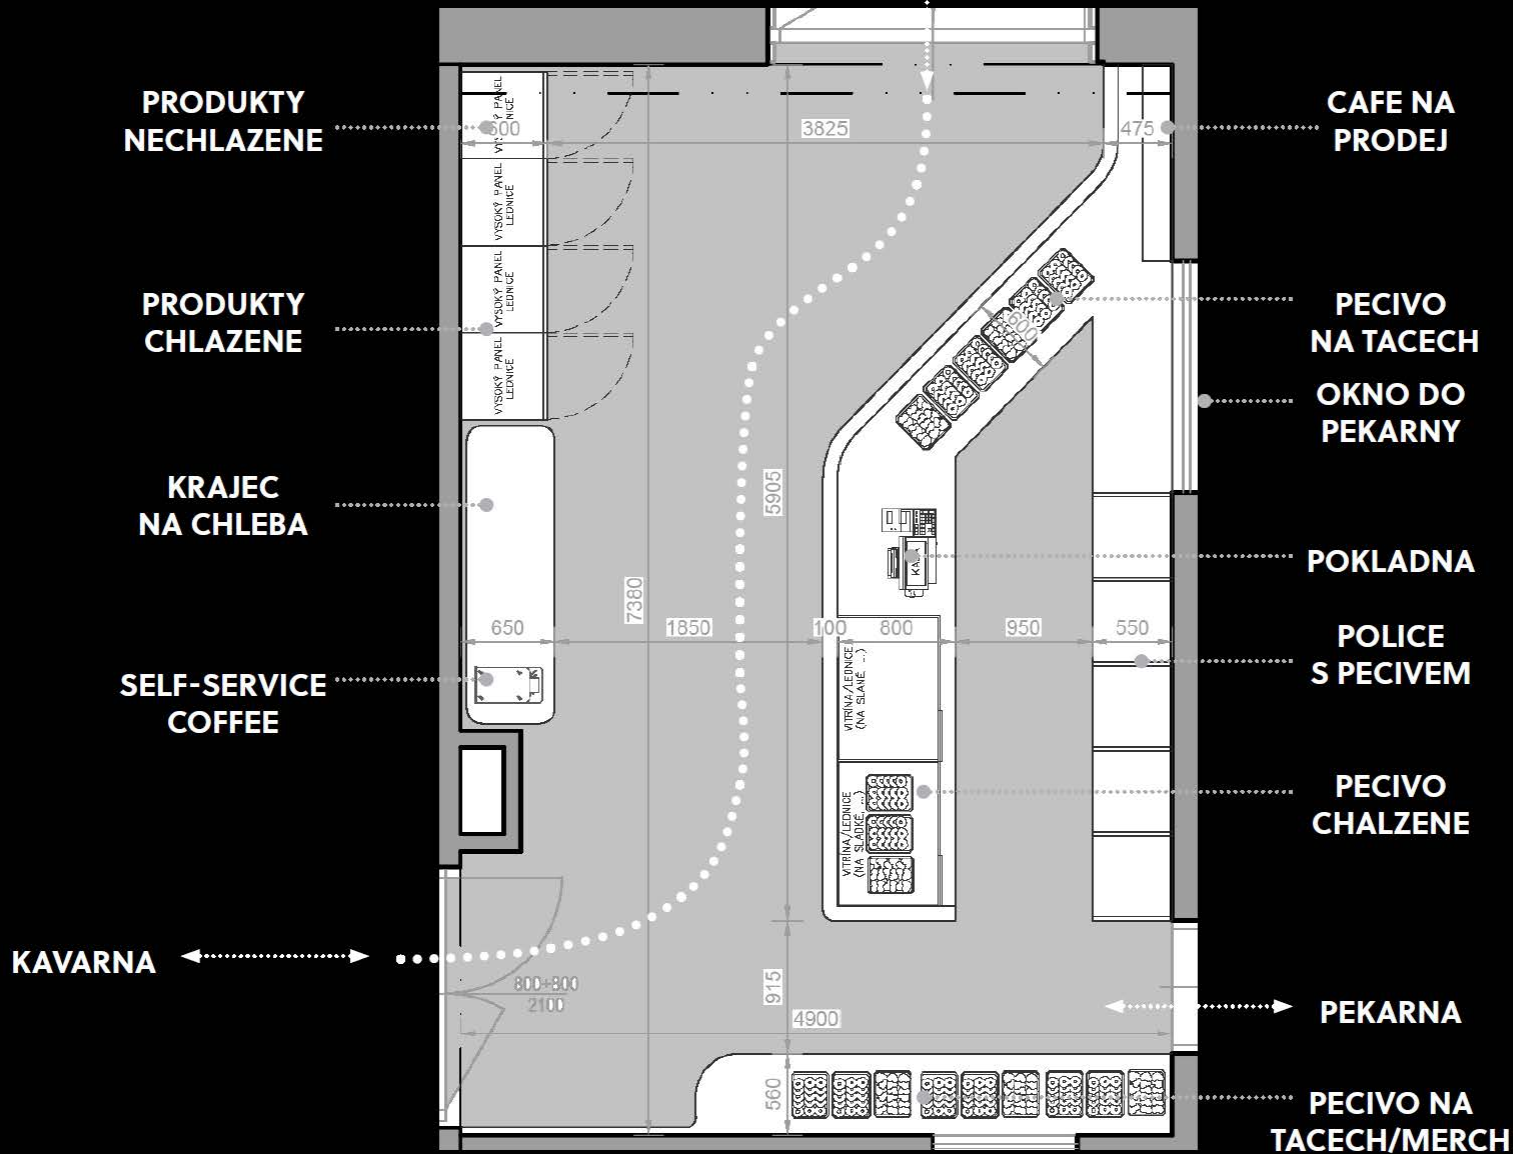 PRODUKTY
NECHLAZENE
PRODUKTY
CHLAZENE
KRAJEC
NA CHLEBA
SELF-SERVICE
COFFEE
KAVARNA
CAFE NA
PRODEJ
PECIVO
NA TACECH
OKNO DO
PEKARNY
POKLADNA
POLICE
S PECIVEM
PECIVO
CHALZENE
PEKARNA
PECIVO NA
TACECH/MERCH
VYSOKÝ PANEL
LEDNICE
VYSOKÝ PANEL
LEDNICE
VYSOKÝ PANEL
LEDNICE
VYSOKÝ PANEL
LEDNICE
600
3825
475
600
5905
7380
650
1850
100
800
950
550
VITRÍNA/LEDNICE
(NA SLANÉ, ...)
VITRÍNA/LEDNICE
(NA SLADKÉ, ...)
800+800
2100
915
4900
560